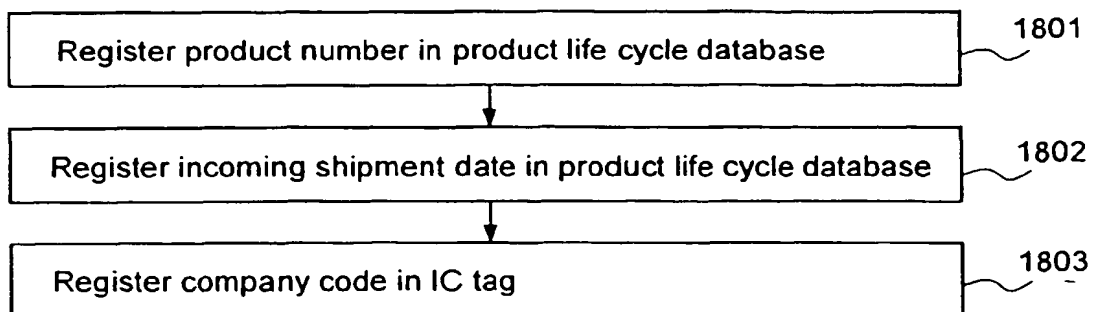 1801
Register product number in product life cycle database
1802
Register incoming shipment date in product life cycle database
1803
Register company code in IC tag